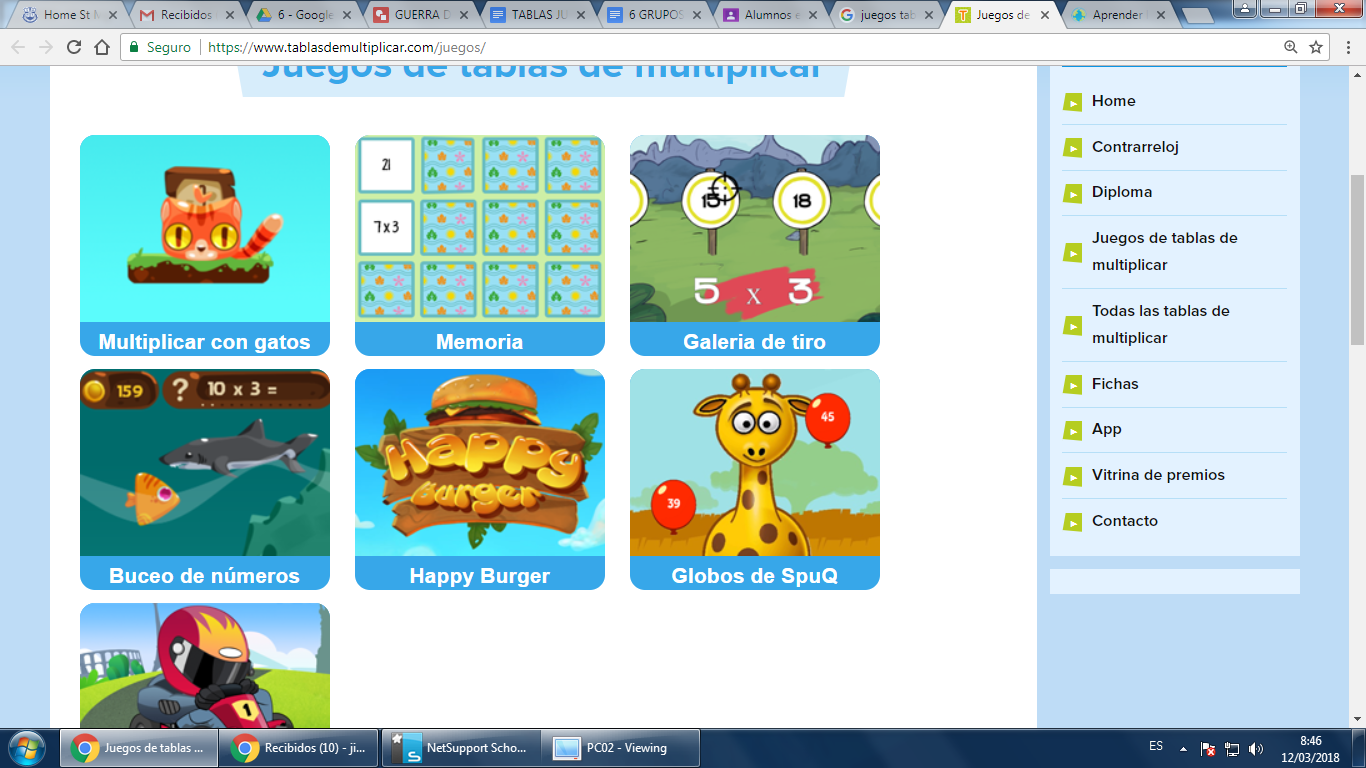 Home St M
Recibidos
6 - Google
GUERRA D
TABLAS JU
6 GRUPOS
Alumnos e
juegos tab
Juegos de
Aprender
Seguro
https://www.tablasdemultiplicar.com/juegos/
Juegos de tablas de multiplicar
21
7x3
15
18
5 x 3
Multiplicar con gatos
Memoria
Galeria de tiro
159
? 10 x 3 =
Happy
Burger
45
39
Buceo de números
Happy Burger
Globos de SpuQ
1
Home
Contrarreloj
Diploma
Juegos de tablas de
multiplicar
Todas las tablas de
multiplicar
Fichas
App
Vitrina de premios
Contacto
Juegos de tablas ...
Recibidos (10) - ji...
NetSupport Scho...
PC02 - Viewing
ES
8:46
12/03/2018